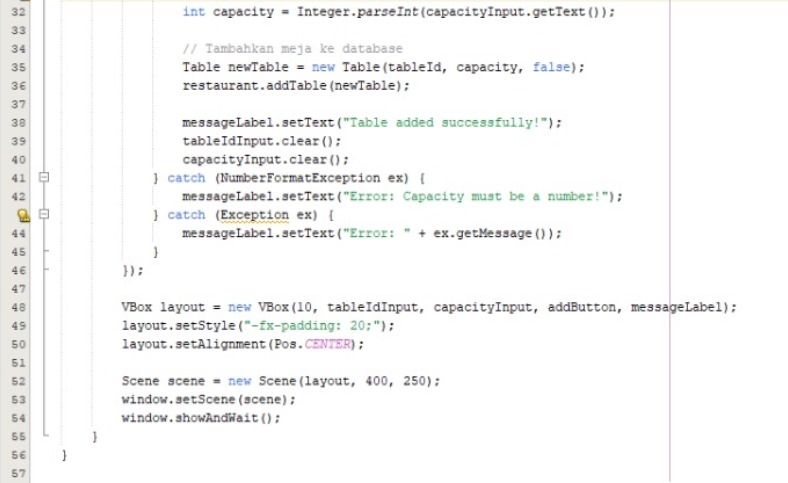 32 int capacity = Integer.parseInt(capacityInput.getText());
33
34 // Tambahkan meja ke database
35 Table newTable = new Table(tableId, capacity, false);
36 restaurant.addTable(newTable);
37
38 messageLabel.setText("Table added successfully!");
39 tableIdInput.clear();
40 capacityInput.clear();
41 } catch (NumberFormatException ex) {
42 messageLabel.setText("Error: Capacity must be a number!");
} catch (Exception ex) {
44 messageLabel.setText("Error: " + ex.getMessage());
45 }
46 });
47
48 VBox layout = new VBox(10, tableIdInput, capacityInput, addButton, messageLabel);
49 layout.setStyle("-fx-padding: 20;");
50 layout.setAlignment(Pos.CENTER);
51
52 Scene scene = new Scene(layout, 400, 250);
53 window.setScene(scene);
54 window.showAndWait();
55 }
56 }
57